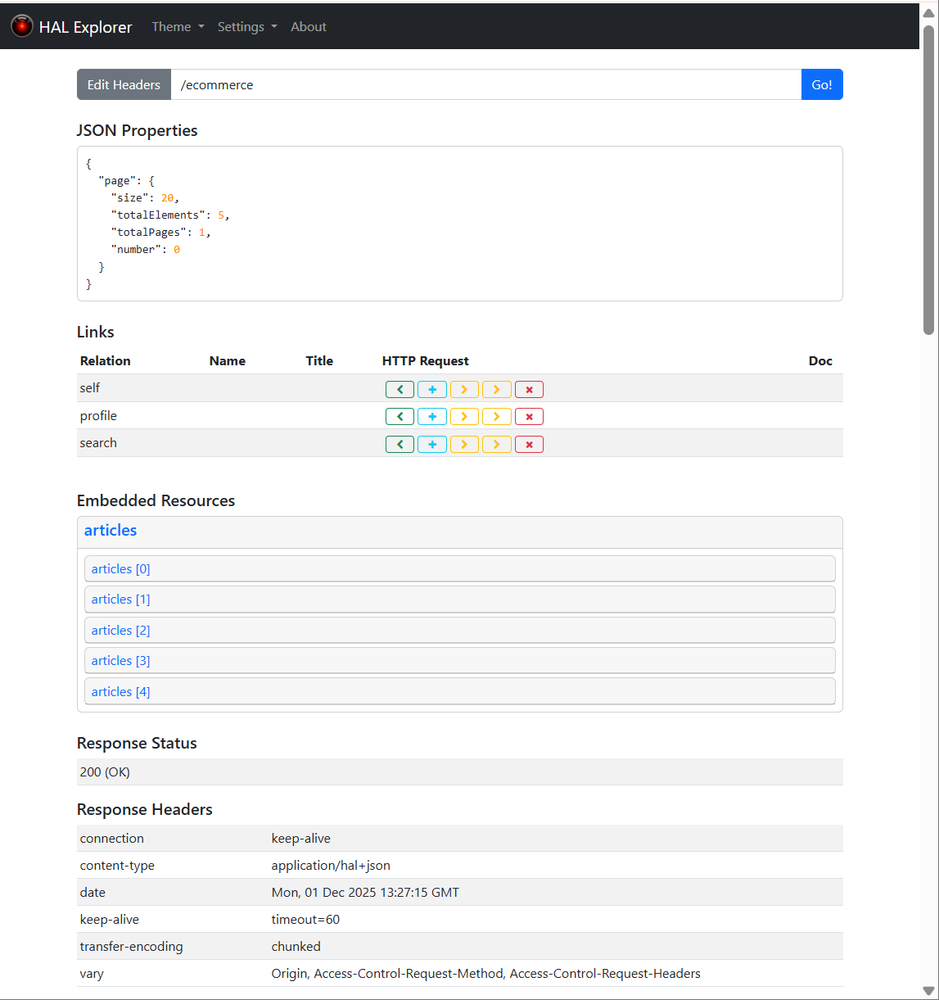 HAL Explorer Theme Settings About
Edit Headers /ecommerce Go!
JSON Properties
{
  "page": {
    "size": 20,
    "totalElements": 5,
    "totalPages": 1,
    "number": 0
  }
}
Links
Relation Name Title HTTP Request Doc
self
profile
search
Embedded Resources
articles
articles [0]
articles [1]
articles [2]
articles [3]
articles [4]
Response Status
200 (OK)
Response Headers
connection keep-alive
content-type application/hal+json
date Mon, 01 Dec 2025 13:27:15 GMT
keep-alive timeout=60
transfer-encoding chunked
vary Origin, Access-Control-Request-Method, Access-Control-Request-Headers